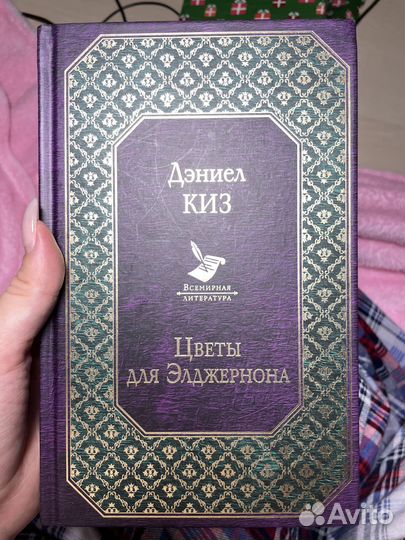 Дэниел
КИЗ
Всемирная
литература
Цветы
для Элджернона
Avito